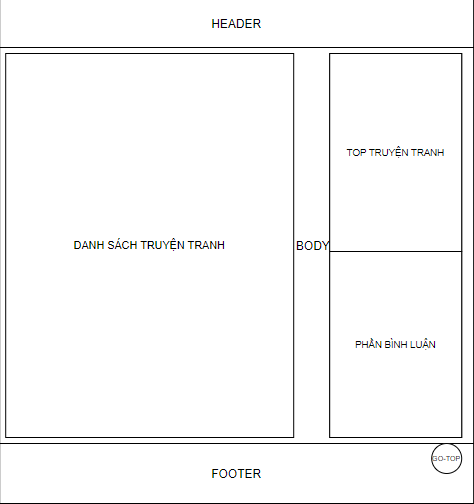 HEADER
TOP TRUYỆN TRANH
DANH SÁCH TRUYỆN TRANH
BODY
PHẦN BÌNH LUẬN
GO-TOP
FOOTER